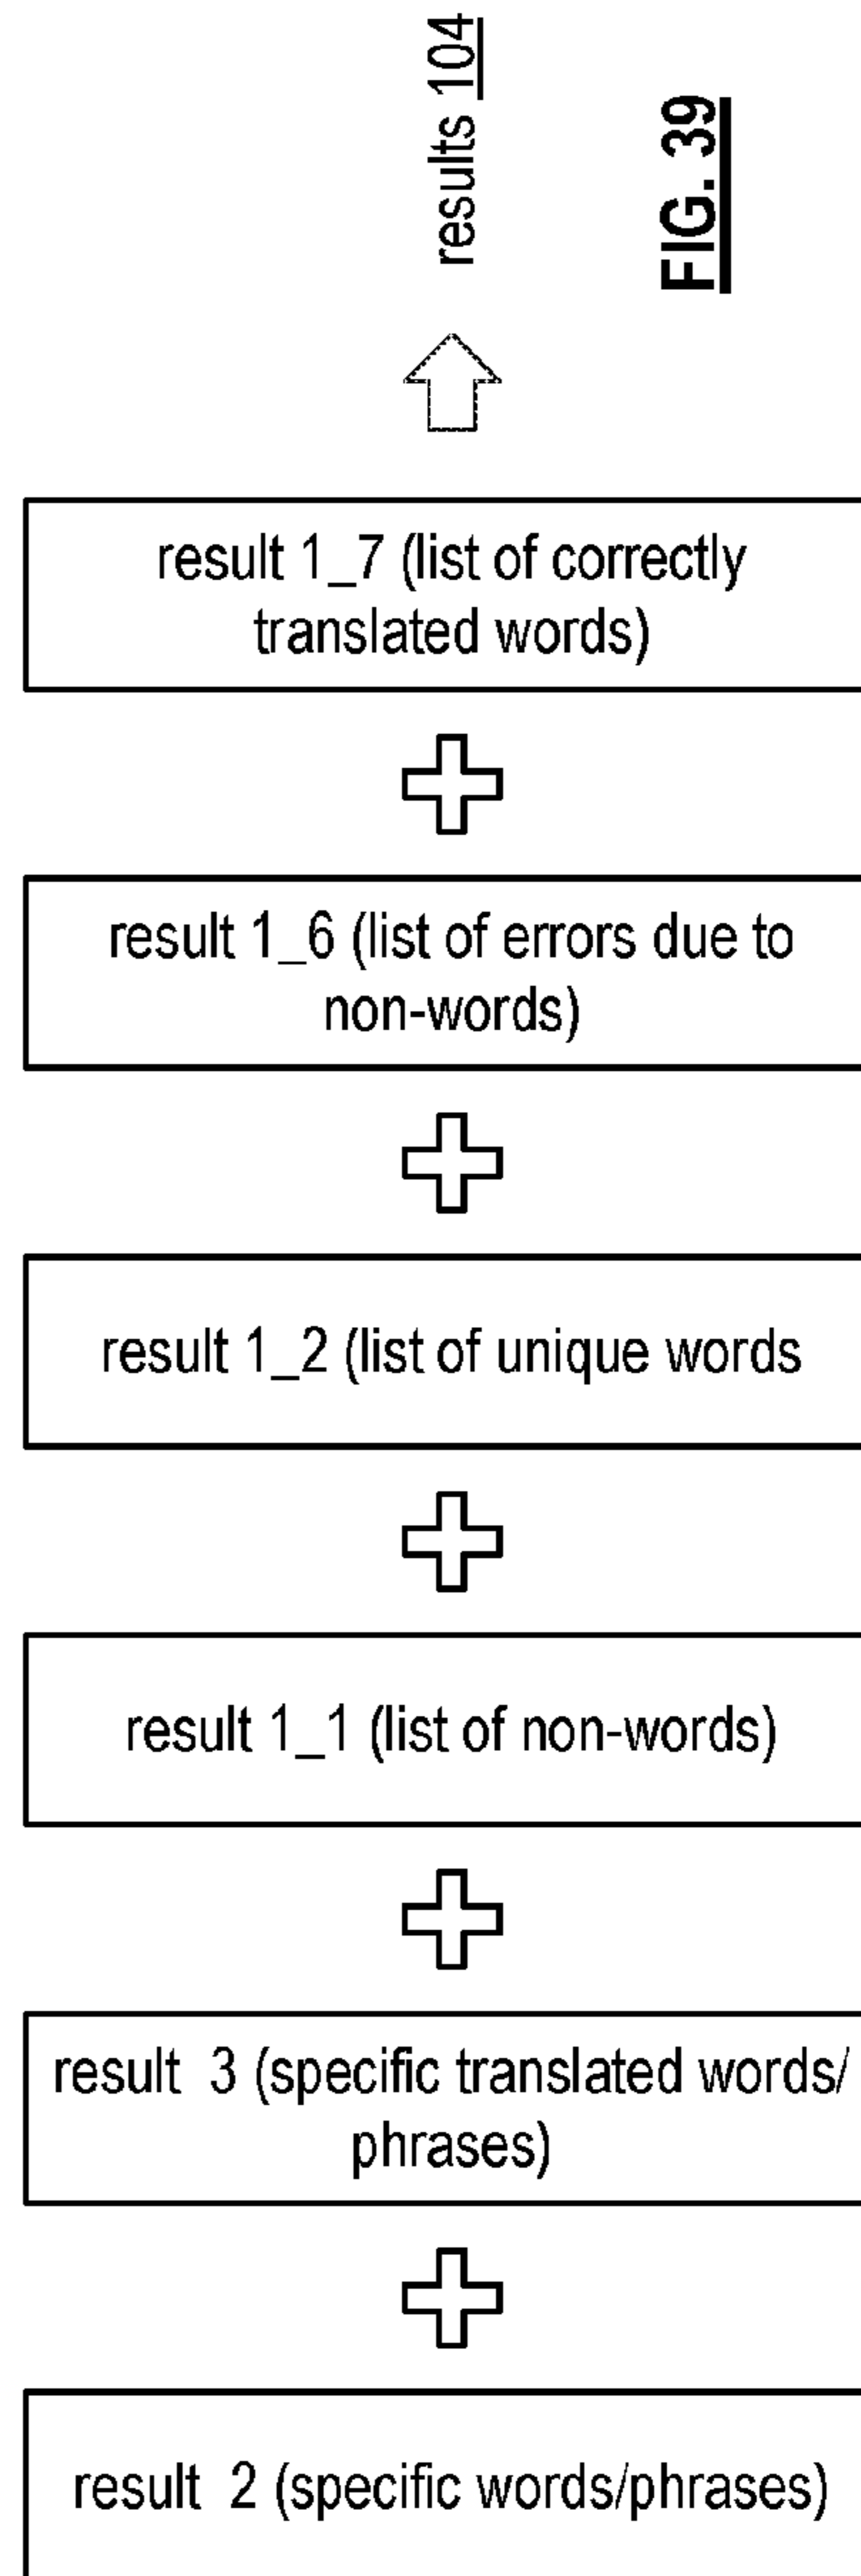 results 104
FIG. 39
result 1_7 (list of correctly
translated words)
result 1_6 (list of errors due to
non-words)
result 1_2 (list of unique words
result 1_1 (list of non-words)
result 3 (specific translated words/
phrases)
result 2 (specific words/phrases)